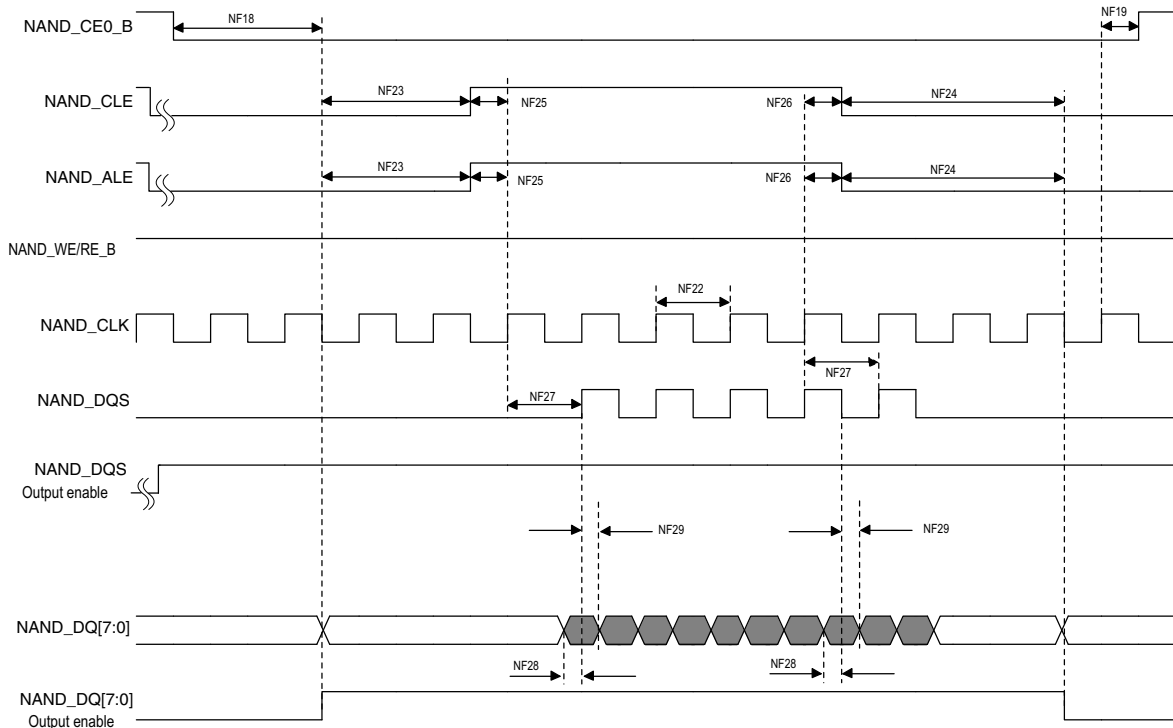 NAND_CE0_B
NF18
NF19
NAND_CLE
NF23
NF25
NF26
NF24
NAND_ALE
NF23
NF25
NF26
NF24
NAND_WE/RE_B
NF22
NAND_CLK
NF27
NAND_DQS
NF27
NAND_DQS
Output enable
NF29
NF29
NAND_DQ[7:0]
NF28
NF28
NAND_DQ[7:0]
Output enable